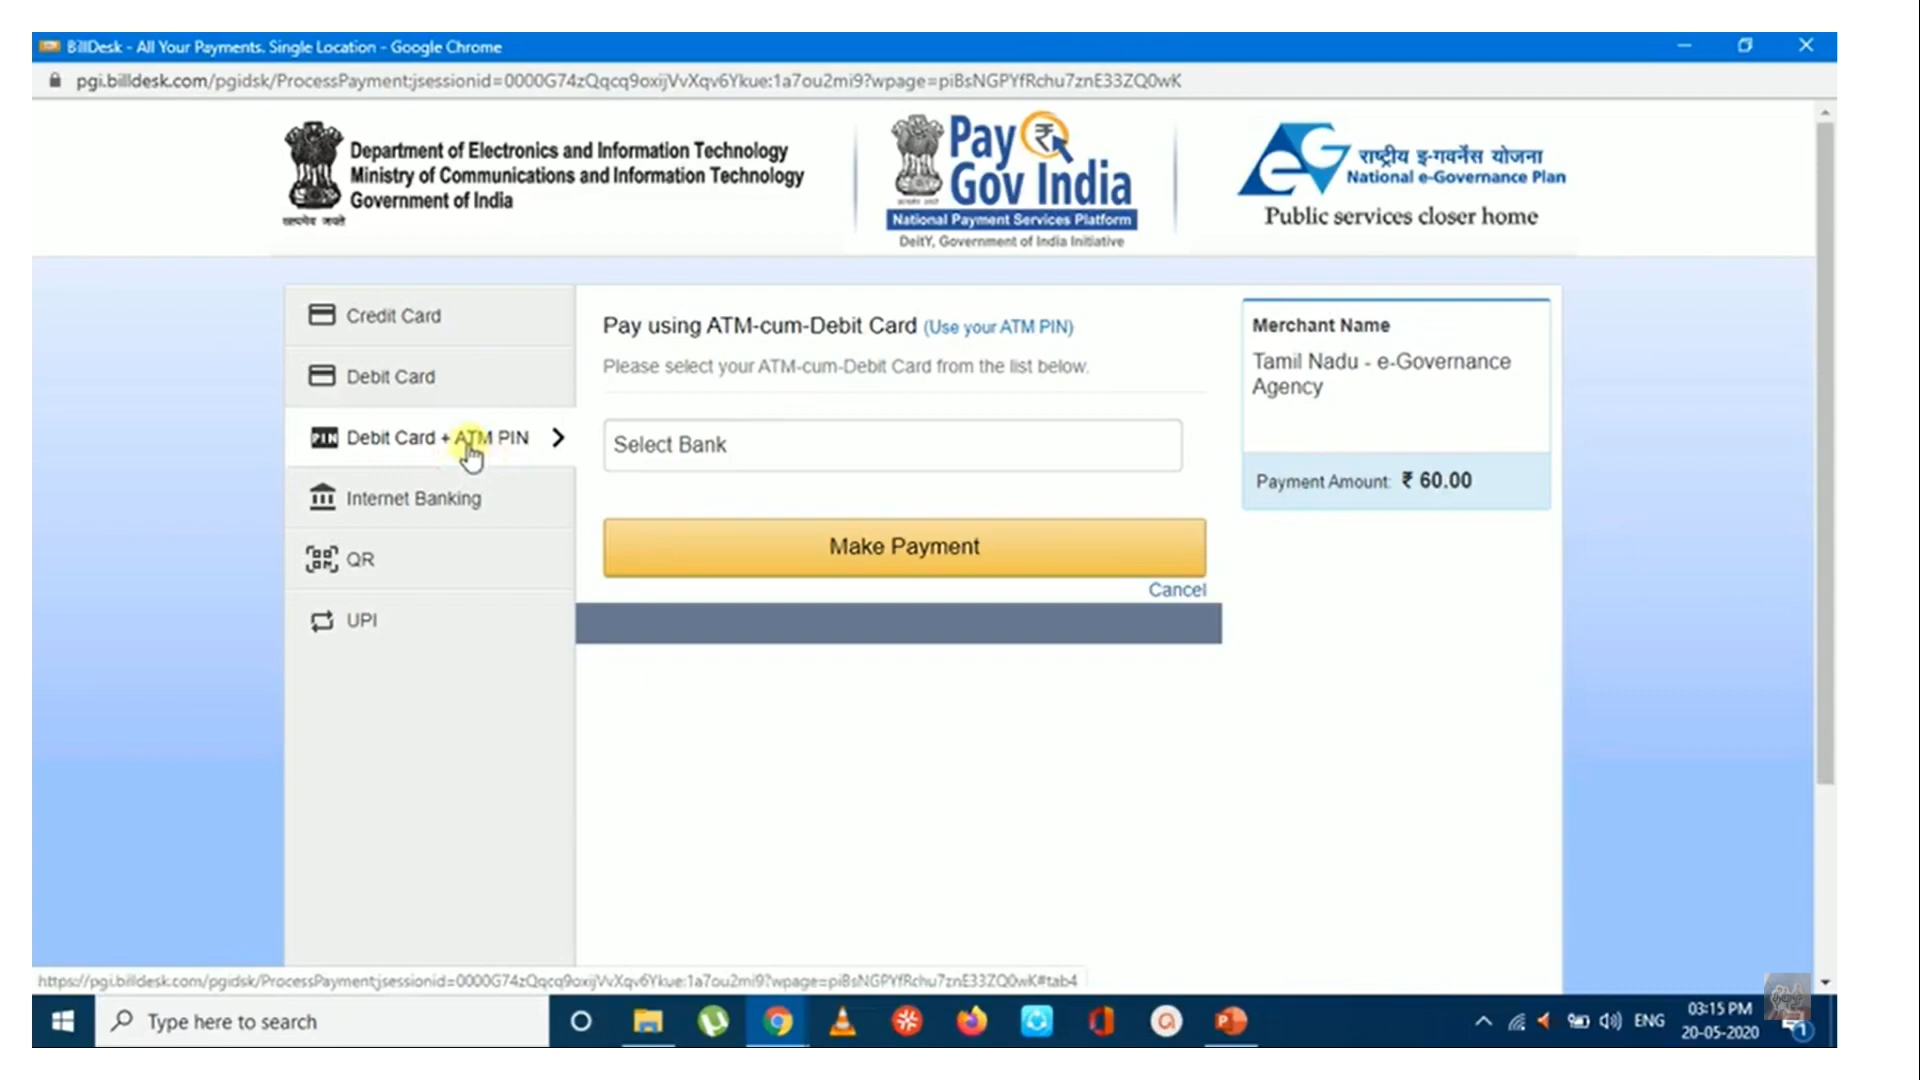 BillDesk - All Your Payments. Single Location - Google Chrome
pgi.billdesk.com/pgidsk/ProcessPayment;jsessionid=0000G74zQqcq9oxijVvXqv6Ykue:1a7ou2mi9?wpage=piBsNGPYfRchu7znE33ZQ0wK
Department of Electronics and Information Technology
Ministry of Communications and Information Technology
Government of India
सत्यमेव जयते
Pay ₹
Gov India
National Payment Services Platform
DeitY, Government of India Initiative
eG
राष्ट्रीय इ-गवर्नेंस योजना
National e-Governance Plan
Public services closer home
Credit Card
Debit Card
PIN Debit Card + ATM PIN
Internet Banking
QR
UPI
Pay using ATM-cum-Debit Card (Use your ATM PIN)
Please select your ATM-cum-Debit Card from the list below.
Select Bank
Make Payment
Cancel
Merchant Name
Tamil Nadu - e-Governance
Agency
Payment Amount: ₹ 60.00
https://pgi.billdesk.com/pgidsk/ProcessPayment;jsessionid=0000G74zQqcq9oxijVvXqv6Ykue:1a7ou2mi9?wpage=piBsNGPYfRchu7znE33ZQ0wK#tab4
Type here to search
ENG
03:15 PM
20-05-2020
1